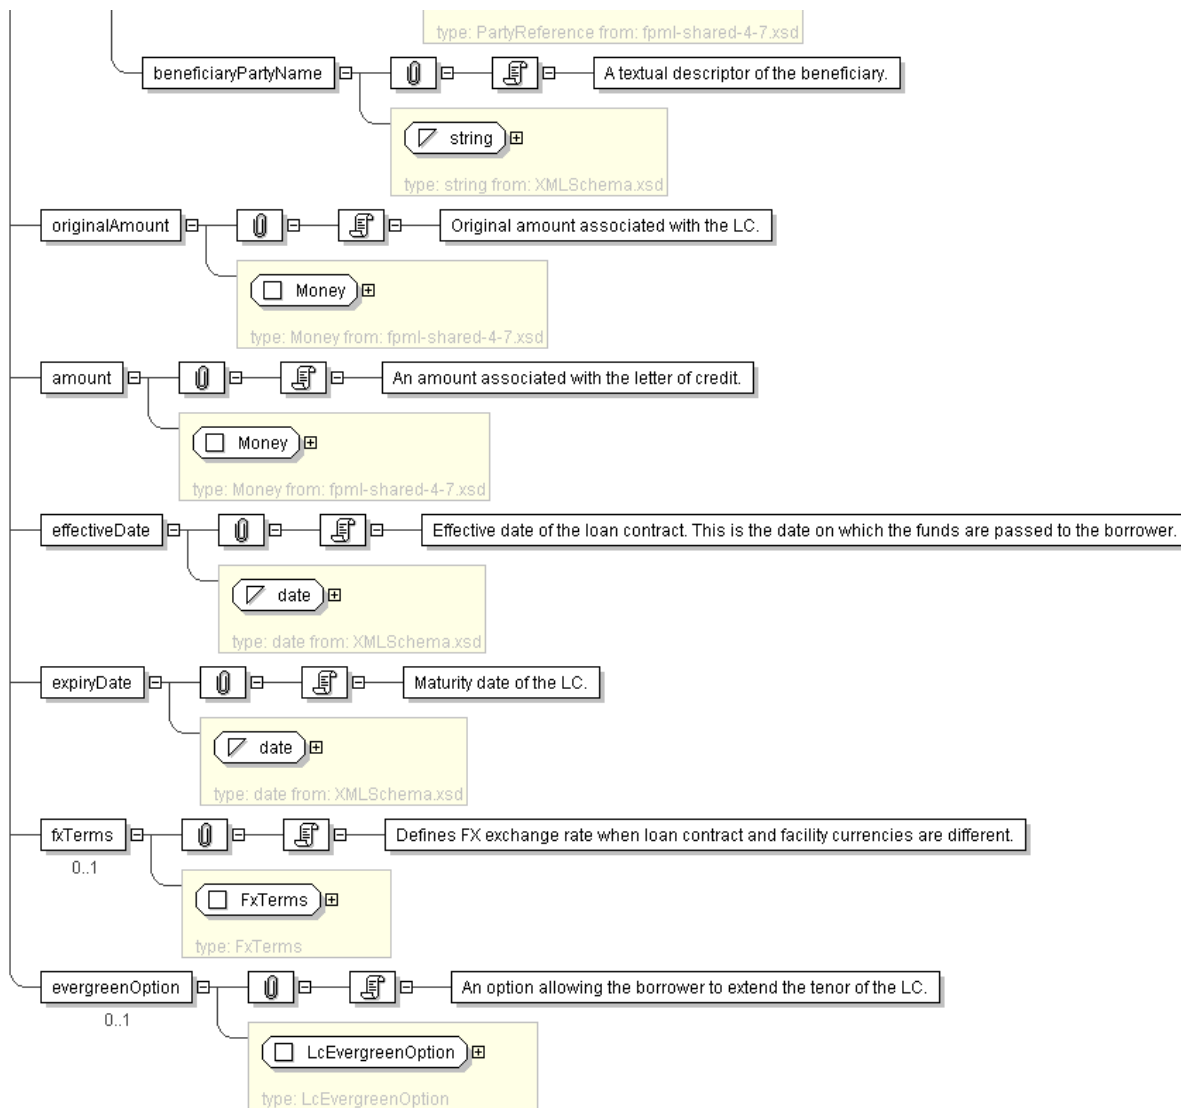 type: PartyReference from: fpml-shared-4-7.xsd
beneficiaryPartyName A textual descriptor of the beneficiary.
string
type: string from: XMLSchema.xsd
originalAmount Original amount associated with the LC.
Money
type: Money from: fpml-shared-4-7.xsd
amount An amount associated with the letter of credit.
Money
type: Money from: fpml-shared-4-7.xsd
effectiveDate Effective date of the loan contract. This is the date on which the funds are passed to the borrower.
date
type: date from: XMLSchema.xsd
expiryDate Maturity date of the LC.
date
type: date from: XMLSchema.xsd
fxTerms Defines FX exchange rate when loan contract and facility currencies are different.
0..1
FxTerms
type: FxTerms
evergreenOption An option allowing the borrower to extend the tenor of the LC.
0..1
LcEvergreenOption
type: LcEvergreenOption